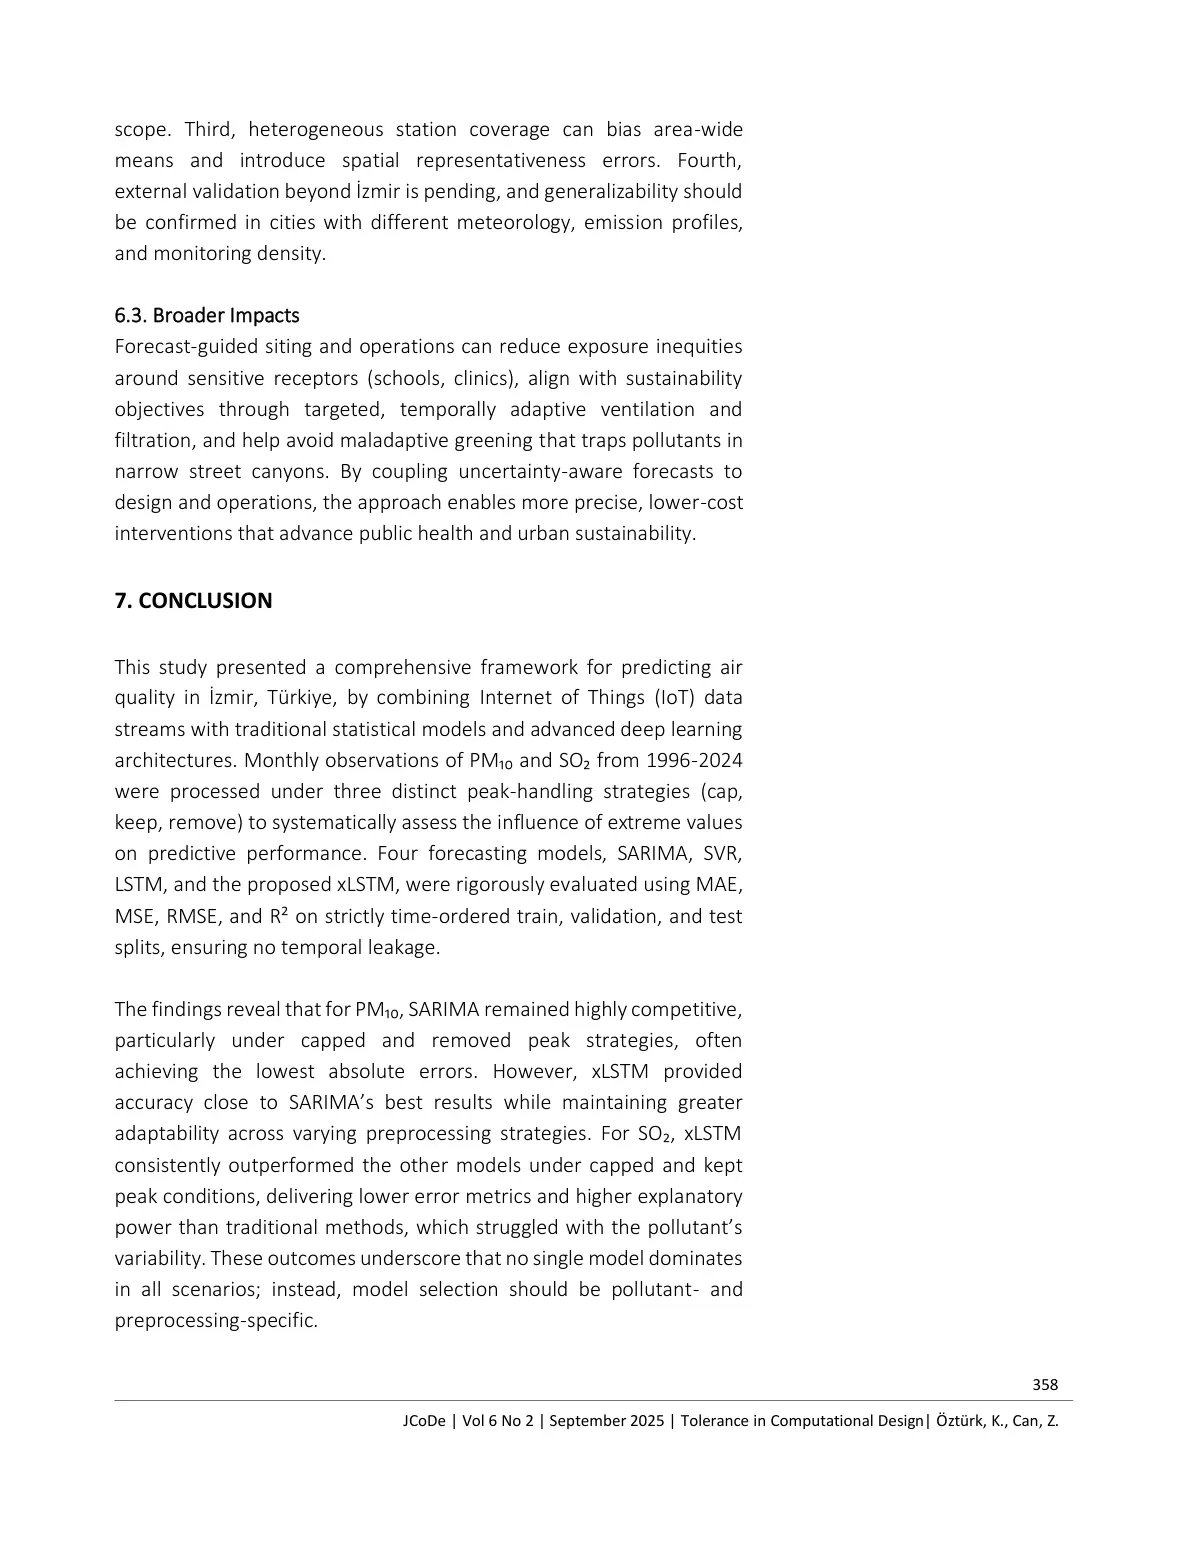 scope. Third, heterogeneous station coverage can bias area-wide
means and introduce spatial representativeness errors. Fourth,
external validation beyond İzmir is pending, and generalizability should
be confirmed in cities with different meteorology, emission profiles,
and monitoring density.
6.3. Broader Impacts
Forecast-guided siting and operations can reduce exposure inequities
around sensitive receptors (schools, clinics), align with sustainability
objectives through targeted, temporally adaptive ventilation and
filtration, and help avoid maladaptive greening that traps pollutants in
narrow street canyons. By coupling uncertainty-aware forecasts to
design and operations, the approach enables more precise, lower-cost
interventions that advance public health and urban sustainability.
7. CONCLUSION
This study presented a comprehensive framework for predicting air
quality in İzmir, Türkiye, by combining Internet of Things (IoT) data
streams with traditional statistical models and advanced deep learning
architectures. Monthly observations of PM₁₀ and SO₂ from 1996-2024
were processed under three distinct peak-handling strategies (cap,
keep, remove) to systematically assess the influence of extreme values
on predictive performance. Four forecasting models, SARIMA, SVR,
LSTM, and the proposed xLSTM, were rigorously evaluated using MAE,
MSE, RMSE, and R² on strictly time-ordered train, validation, and test
splits, ensuring no temporal leakage.
The findings reveal that for PM₁₀, SARIMA remained highly competitive,
particularly under capped and removed peak strategies, often
achieving the lowest absolute errors. However, xLSTM provided
accuracy close to SARIMA’s best results while maintaining greater
adaptability across varying preprocessing strategies. For SO₂, xLSTM
consistently outperformed the other models under capped and kept
peak conditions, delivering lower error metrics and higher explanatory
power than traditional methods, which struggled with the pollutant’s
variability. These outcomes underscore that no single model dominates
in all scenarios; instead, model selection should be pollutant- and
preprocessing-specific.
358
JCoDe | Vol 6 No 2 | September 2025 | Tolerance in Computational Design| Öztürk, K., Can, Z.